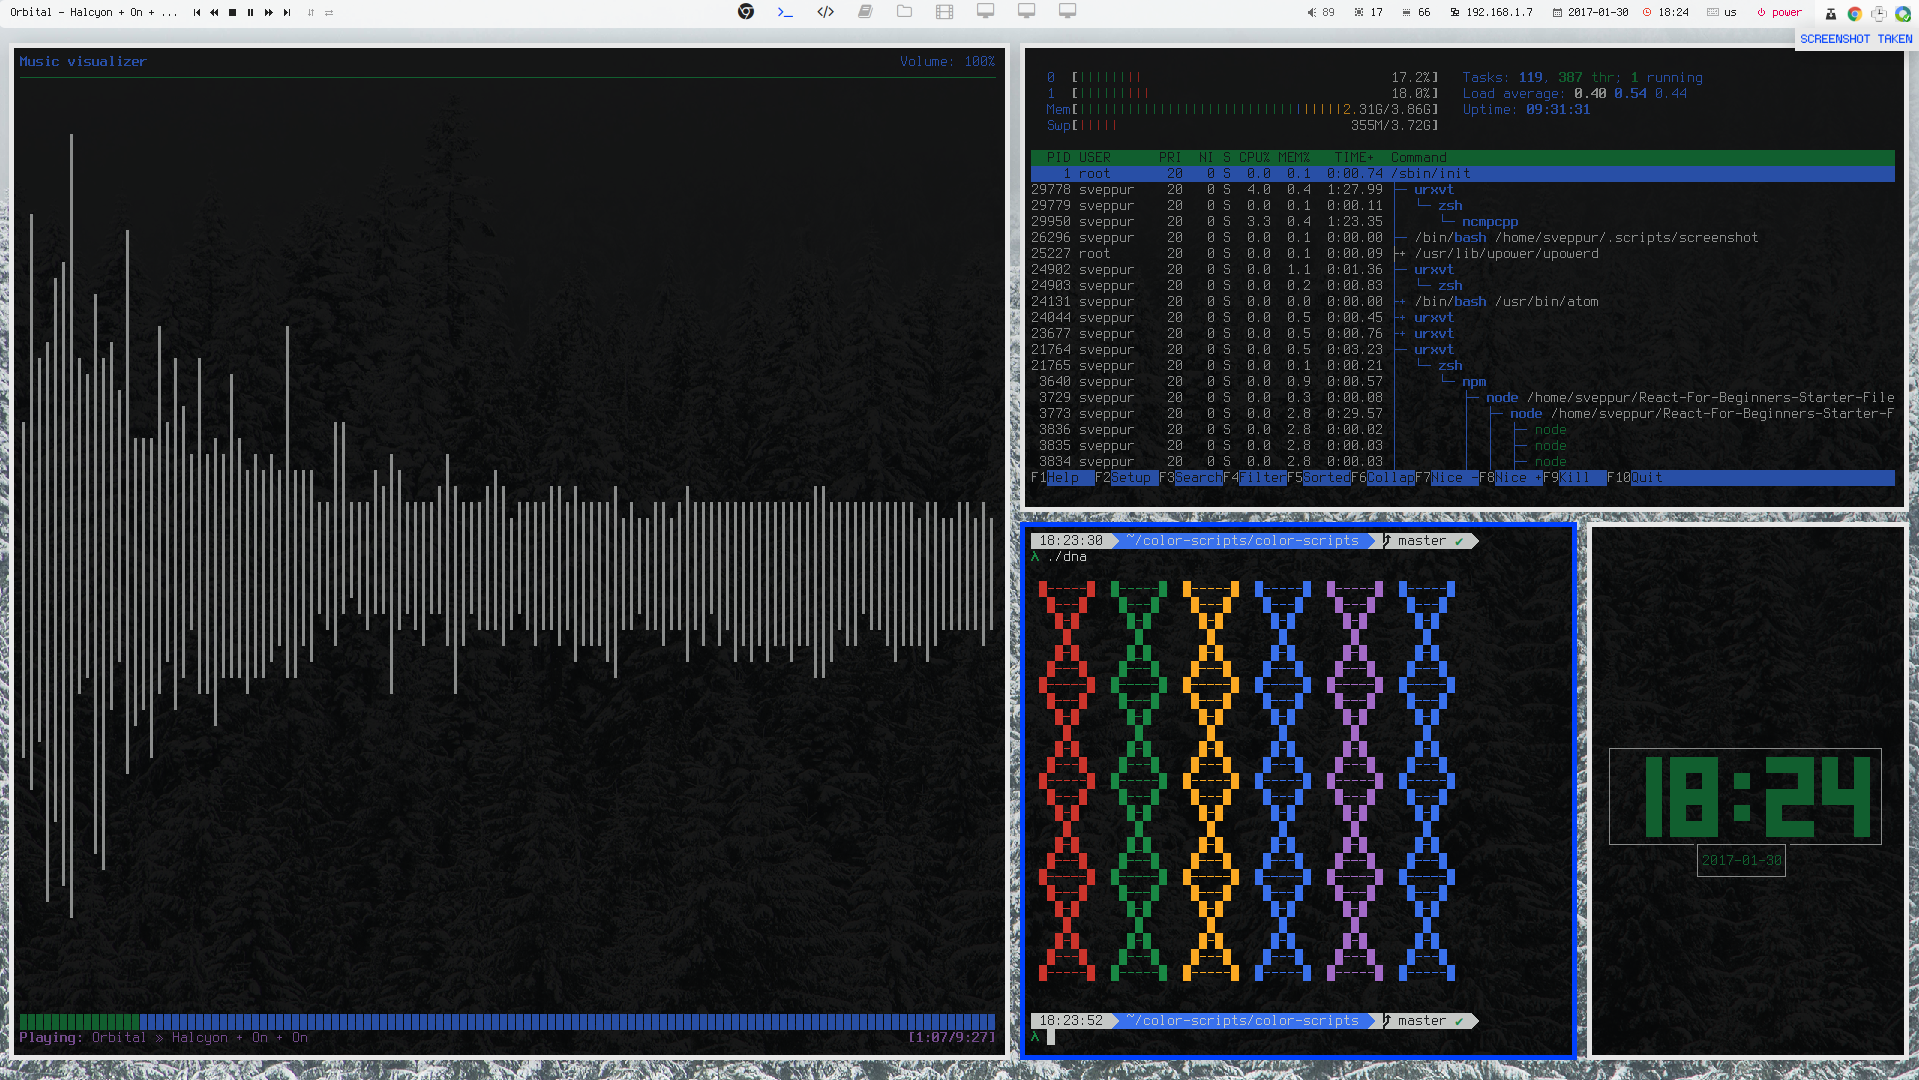 Orbital - Halcyon + On + ...
89 17 66 192.168.1.7 2017-01-30 18:24 us power
SCREENSHOT TAKEN
Music visualizer Volume: 100%
Playing: Orbital » Halcyon + On + On [1:07/9:27]
0 [|||||||| 17.2%] Tasks: 119, 387 thr; 1 running
1 [||||||||| 18.0%] Load average: 0.40 0.54 0.44
Mem[|||||||||||||||||||||||||||||||||2.31G/3.86G] Uptime: 09:31:31
Swp[||||| 355M/3.72G]
PID USER PRI NI S CPU% MEM% TIME+ Command
1 root 20 0 S 0.0 0.1 0:00.74 /sbin/init
29778 sveppur 20 0 S 4.0 0.4 1:27.99 ├─ urxvt
29779 sveppur 20 0 S 0.0 0.1 0:00.11 │ └─ zsh
29950 sveppur 20 0 S 3.3 0.4 1:23.35 │ └─ ncmpcpp
26296 sveppur 20 0 S 0.0 0.1 0:00.00 ├─ /bin/bash /home/sveppur/.scripts/screenshot
25227 root 20 0 S 0.0 0.1 0:00.09 ├+ /usr/lib/upower/upowerd
24902 sveppur 20 0 S 0.0 1.1 0:01.36 ├─ urxvt
24903 sveppur 20 0 S 0.0 0.2 0:00.83 │ └─ zsh
24131 sveppur 20 0 S 0.0 0.0 0:00.00 ├+ /bin/bash /usr/bin/atom
24044 sveppur 20 0 S 0.0 0.5 0:00.45 ├+ urxvt
23677 sveppur 20 0 S 0.0 0.5 0:00.76 ├+ urxvt
21764 sveppur 20 0 S 0.0 0.5 0:03.23 ├─ urxvt
21765 sveppur 20 0 S 0.0 0.1 0:00.21 │ └─ zsh
3640 sveppur 20 0 S 0.0 0.9 0:00.57 │ └─ npm
3729 sveppur 20 0 S 0.0 0.3 0:00.08 │ ├─ node /home/sveppur/React-For-Beginners-Starter-File
3773 sveppur 20 0 S 0.0 2.8 0:29.57 │ │ ├─ node /home/sveppur/React-For-Beginners-Starter-F
3836 sveppur 20 0 S 0.0 2.8 0:00.02 │ │ │ ├─ node
3835 sveppur 20 0 S 0.0 2.8 0:00.03 │ │ │ ├─ node
3834 sveppur 20 0 S 0.0 2.8 0:00.03 │ │ │ ├─ node
F1Help F2Setup F3SearchF4FilterF5SortedF6CollapF7Nice -F8Nice +F9Kill F10Quit
18:23:30 ~/color-scripts/color-scripts master ✔
λ ./dna
18:23:52 ~/color-scripts/color-scripts master ✔
λ
18:24
2017-01-30